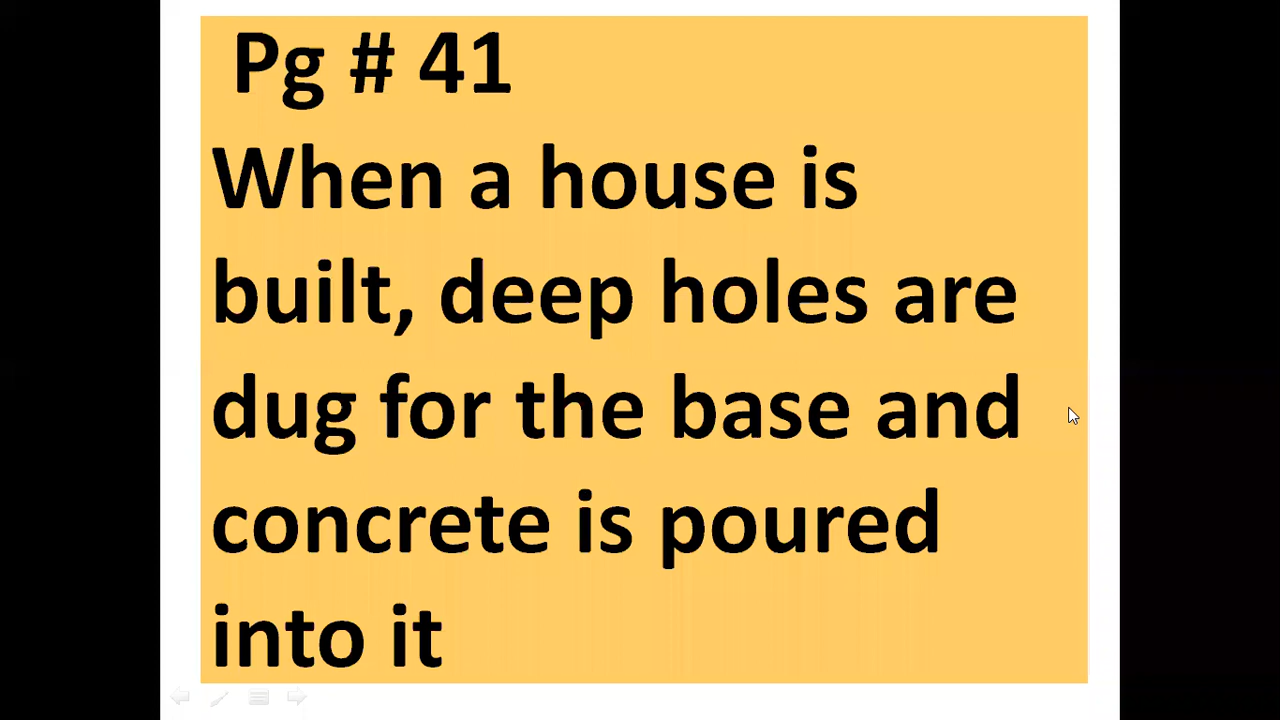 Pg # 41
When a house is
built, deep holes are
dug for the base and
concrete is poured
into it